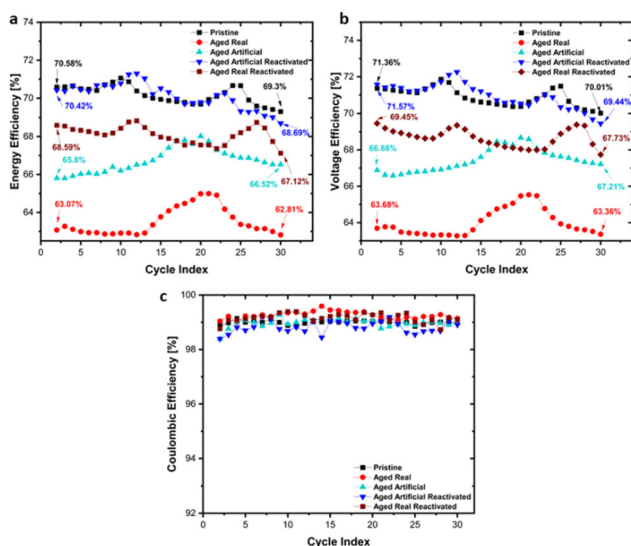 a
Energy Efficiency [%]
74
72
70
68
66
64
Pristine
Aged Real
Aged Artificial
Aged Artificial Reactivated
Aged Real Reactivated
70.58%
70.42%
68.59%
65.8%
63.07%
69.3%
68.69%
67.12%
66.52%
62.81%
0 5 10 15 20 25 30
Cycle Index
b
Voltage Efficiency [%]
74
72
70
68
66
64
Pristine
Aged Real
Aged Artificial
Aged Artificial Reactivated
Aged Real Reactivated
71.36%
71.57%
69.45%
66.88%
63.68%
70.01%
69.44%
67.73%
67.21%
63.36%
0 5 10 15 20 25 30
Cycle Index
c
Coulombic Efficiency [%]
100
98
96
94
92
Pristine
Aged Real
Aged Artificial
Aged Artificial Reactivated
Aged Real Reactivated
0 5 10 15 20 25 30
Cycle Index